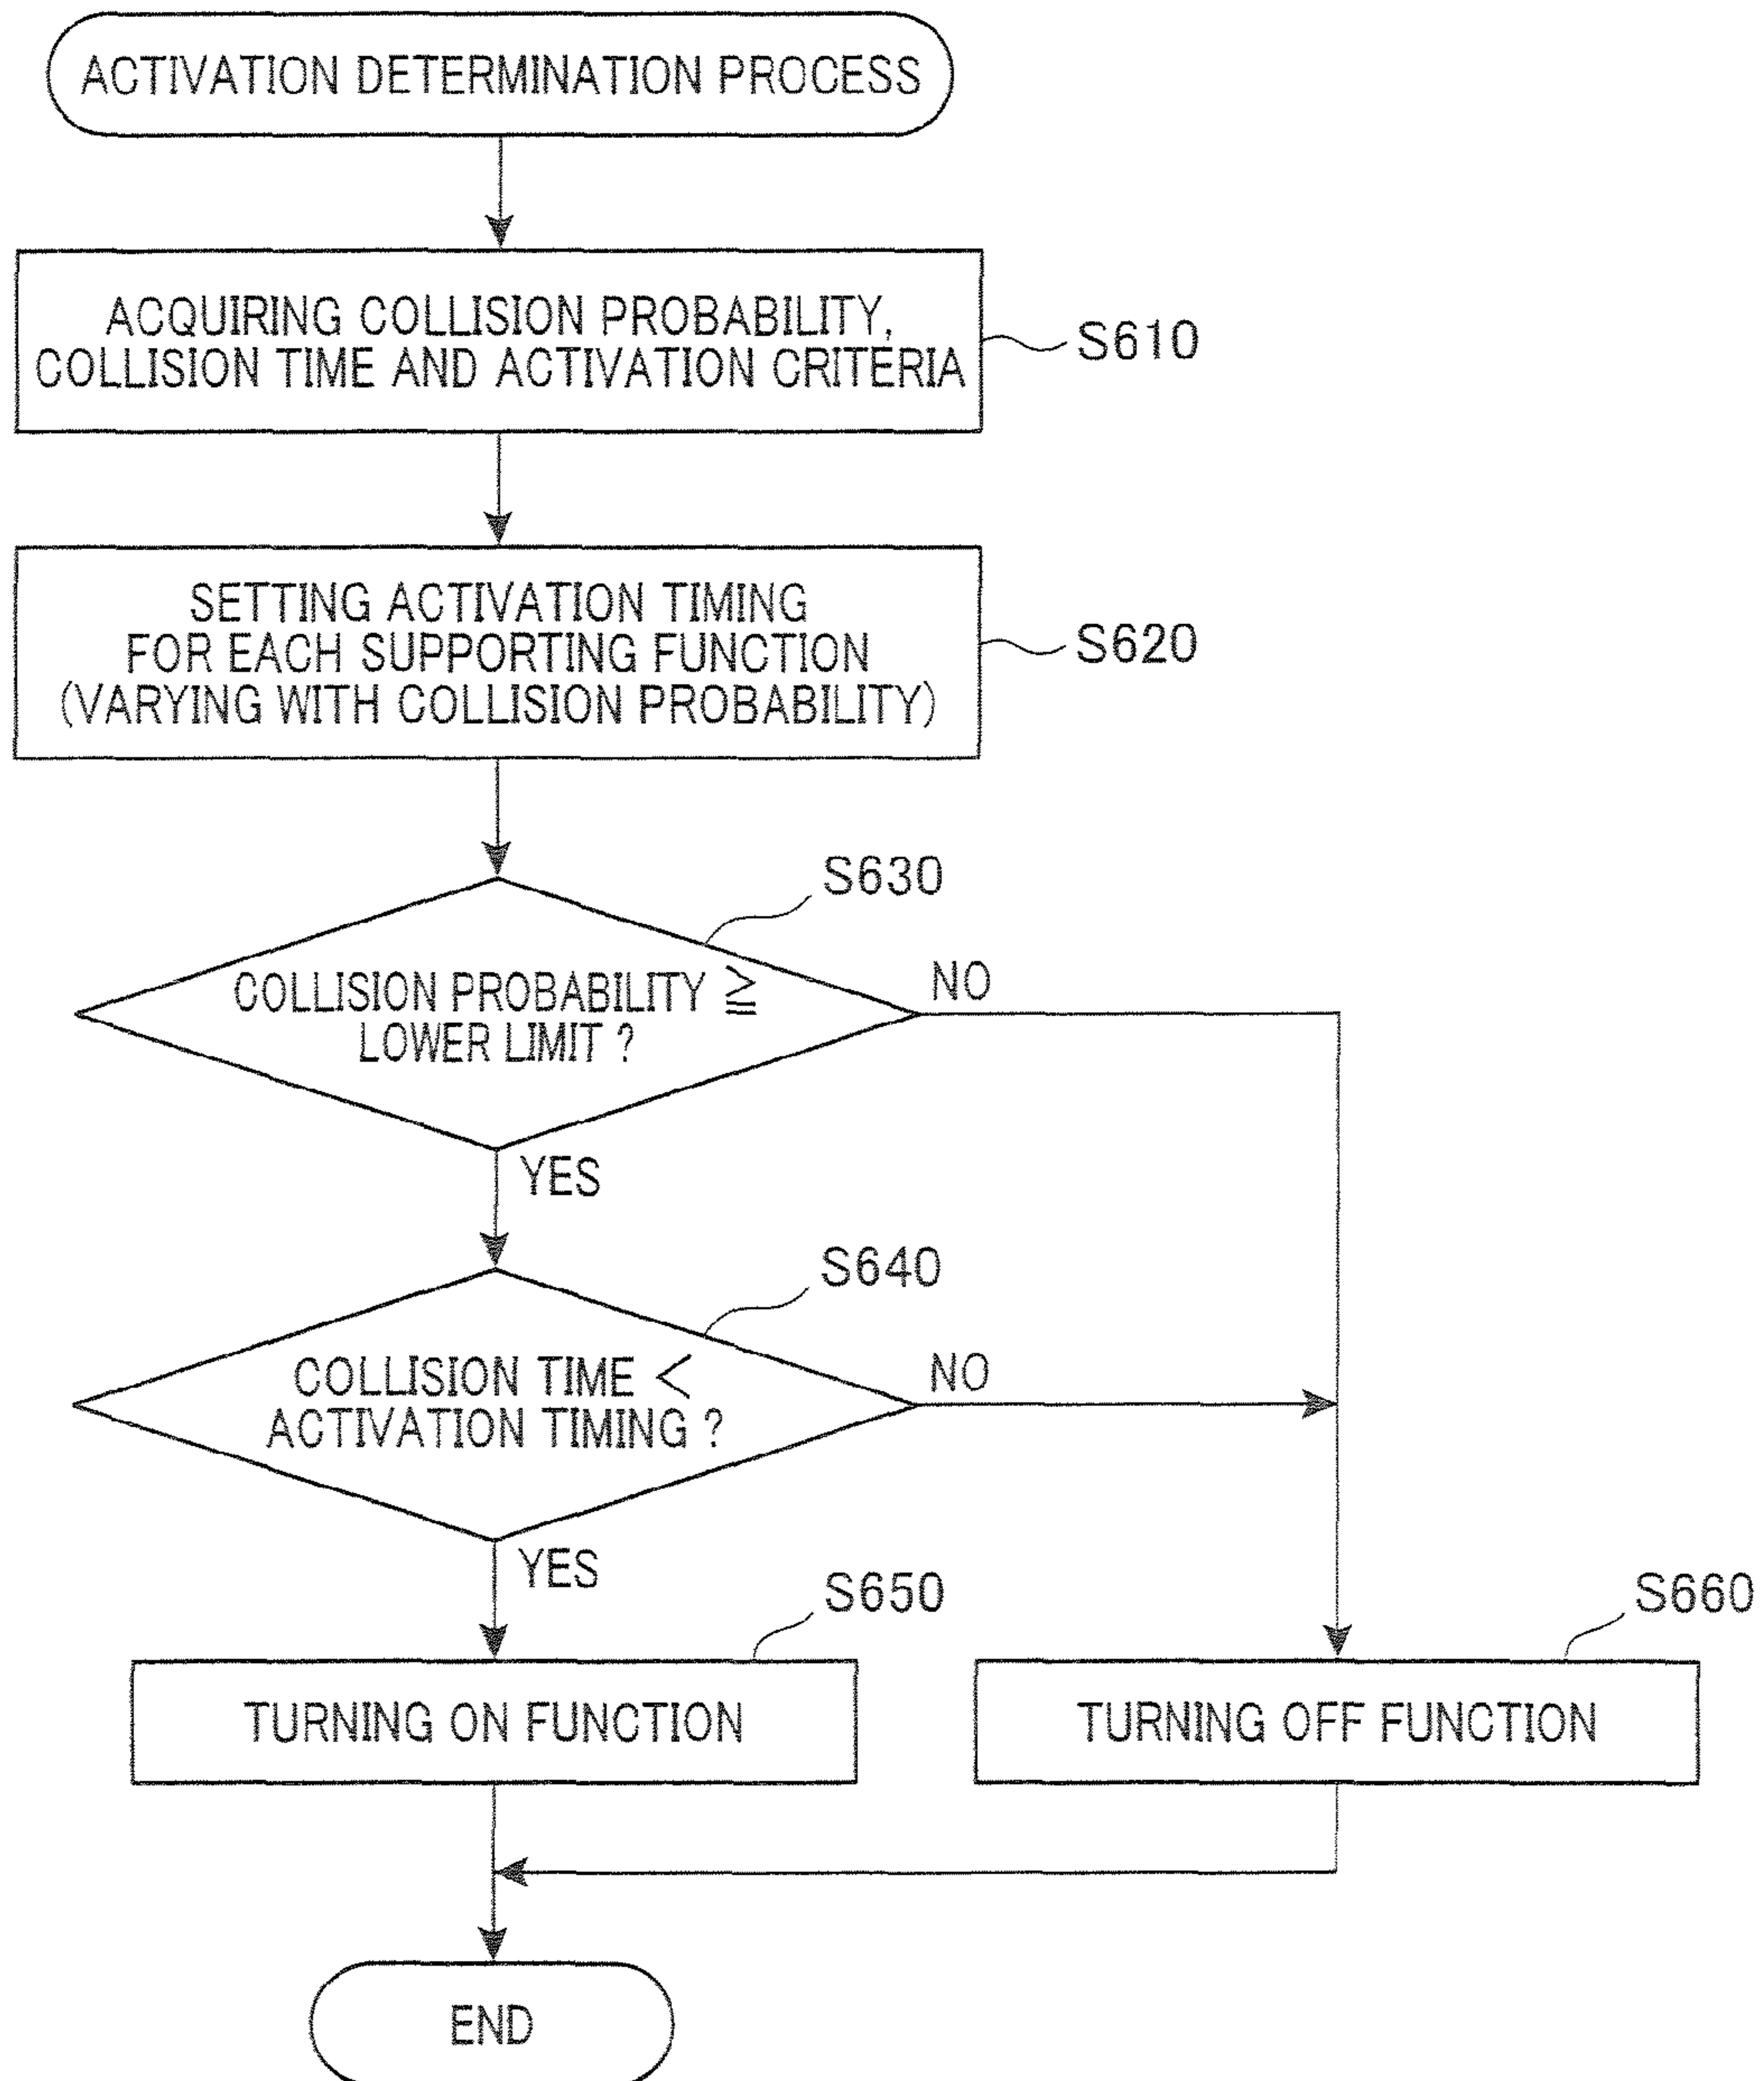 ACTIVATION DETERMINATION PROCESS
ACQUIRING COLLISION PROBABILITY,
COLLISION TIME AND ACTIVATION CRITERIA
S610
SETTING ACTIVATION TIMING
FOR EACH SUPPORTING FUNCTION
(VARYING WITH COLLISION PROBABILITY)
S620
S630
COLLISION PROBABILITY ≧
LOWER LIMIT ?
NO
YES
S640
COLLISION TIME <
ACTIVATION TIMING ?
NO
YES
S650
TURNING ON FUNCTION
S660
TURNING OFF FUNCTION
END